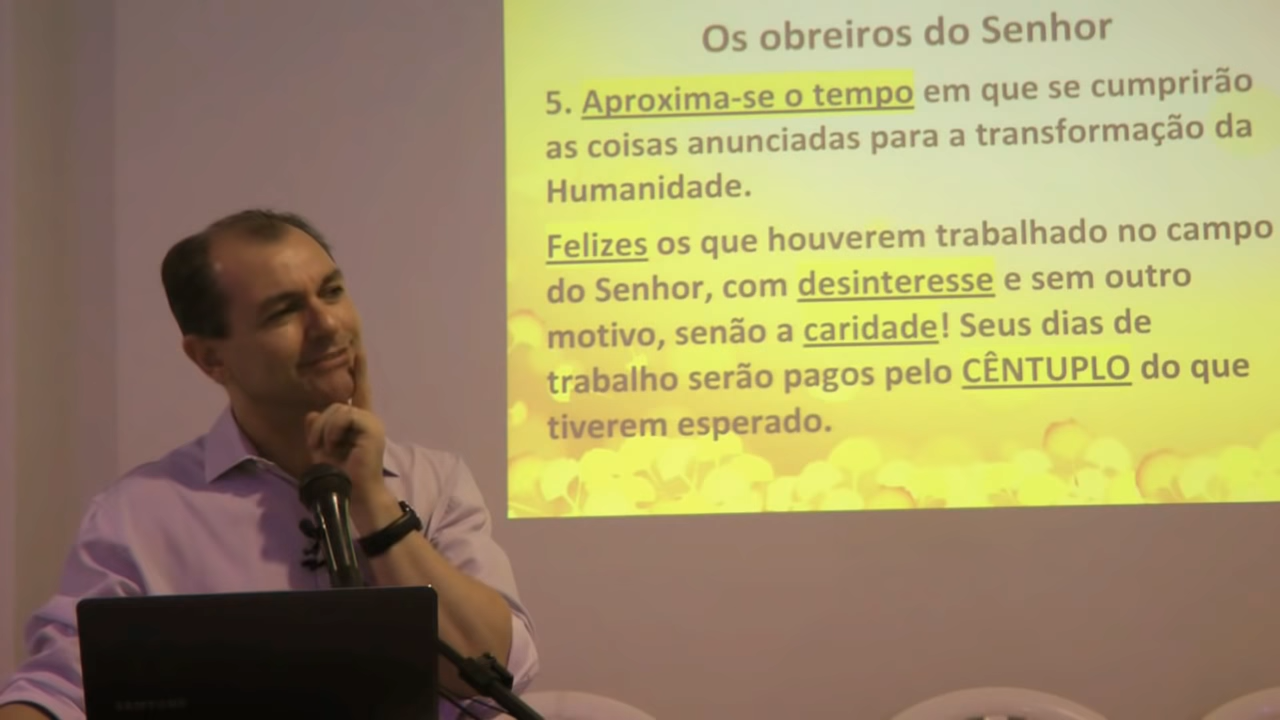 Os obreiros do Senhor
5. Aproxima-se o tempo em que se cumprirão
as coisas anunciadas para a transformação da
Humanidade.
Felizes os que houverem trabalhado no campo
do Senhor, com desinteresse e sem outro
motivo, senão a caridade! Seus dias de
trabalho serão pagos pelo CÊNTUPLO do que
tiverem esperado.
SAMSUNG